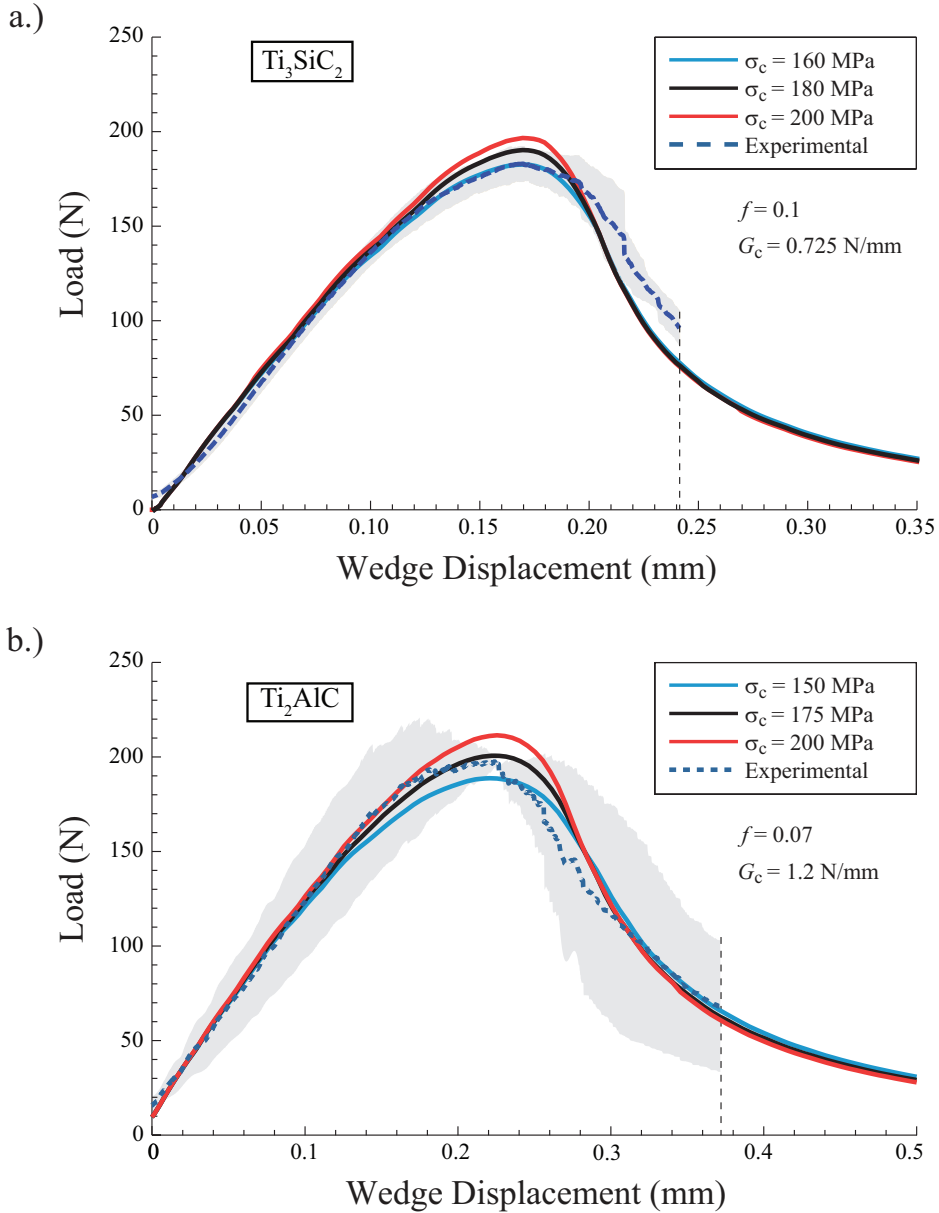 a.)
250
200
150
100
50
0
Load (N)
Ti₃SiC₂
σc = 160 MPa
σc = 180 MPa
σc = 200 MPa
Experimental
f = 0.1
Gc = 0.725 N/mm
0 0.05 0.10 0.15 0.20 0.25 0.30 0.35
Wedge Displacement (mm)
b.)
250
200
150
100
50
0
Load (N)
Ti₂AlC
σc = 150 MPa
σc = 175 MPa
σc = 200 MPa
Experimental
f = 0.07
Gc = 1.2 N/mm
0 0.1 0.2 0.3 0.4 0.5
Wedge Displacement (mm)